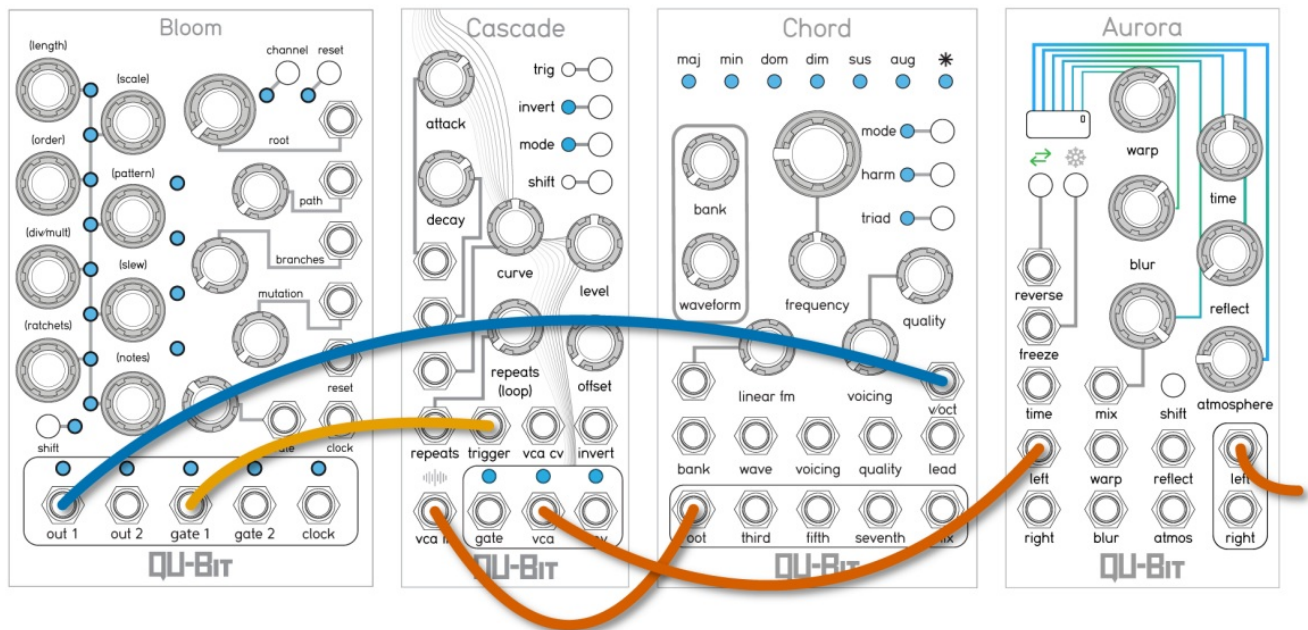 Bloom
(length)
channel
reset
(scale)
root
(order)
(pattern)
path
(div/mult)
(slew)
branches
mutation
(ratchets)
(notes)
reset
shift
clock
out 1
out 2
gate 1
gate 2
clock
QU-BIT
Cascade
trig
attack
invert
mode
shift
decay
curve
level
repeats
(loop)
offset
repeats
trigger
vca cv
invert
gate
vca
QU-BIT
Chord
maj
min
dom
dim
sus
aug
mode
bank
harm
triad
waveform
frequency
quality
linear fm
voicing
v/oct
bank
wave
voicing
quality
lead
third
fifth
seventh
QU-BIT
Aurora
warp
time
blur
reverse
reflect
freeze
time
mix
shift
atmosphere
left
warp
reflect
left
right
blur
atmos
right
QU-BIT